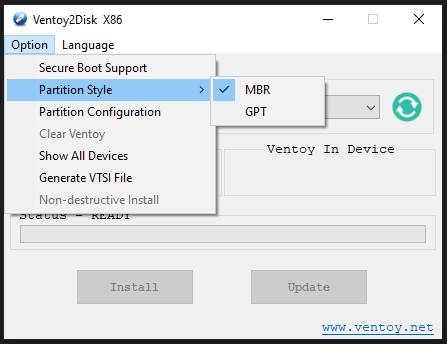 Ventoy2Disk X86
Option Language
Secure Boot Support
Partition Style
MBR
Partition Configuration
GPT
Clear Ventoy
Show All Devices
Ventoy In Device
Generate VTSI File
Non-destructive Install
Status - READY
Install Update
www.ventoy.net